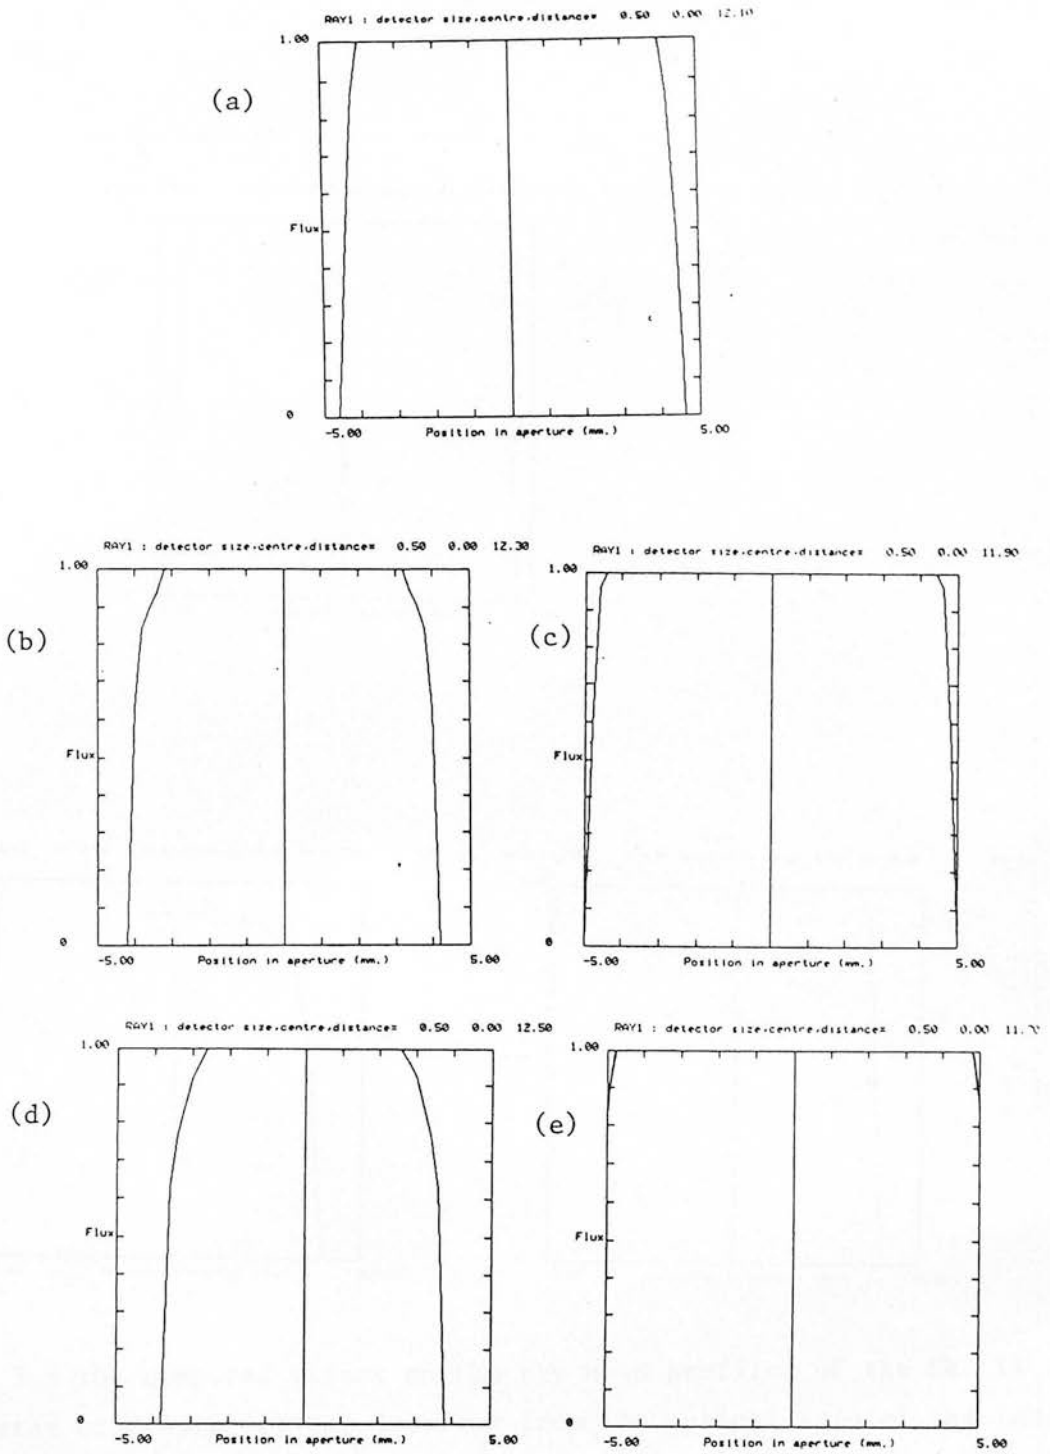 RAY1 : detector size,centre,distance= 0.50 0.00 12.10
1.00
(a)
Flux
0
-5.00 Position in aperture (mm.) 5.00
RAY1 : detector size,centre,distance= 0.50 0.00 12.30
1.00
(b)
Flux
0
-5.00 Position in aperture (mm.) 5.00
RAY1 : detector size,centre,distance= 0.50 0.00 11.90
1.00
(c)
Flux
0
-5.00 Position in aperture (mm.) 5.00
RAY1 : detector size,centre,distance= 0.50 0.00 12.50
1.00
(d)
Flux
0
-5.00 Position in aperture (mm.) 5.00
RAY1 : detector size,centre,distance= 0.50 0.00 11.70
1.00
(e)
Flux
0
-5.00 Position in aperture (mm.) 5.00